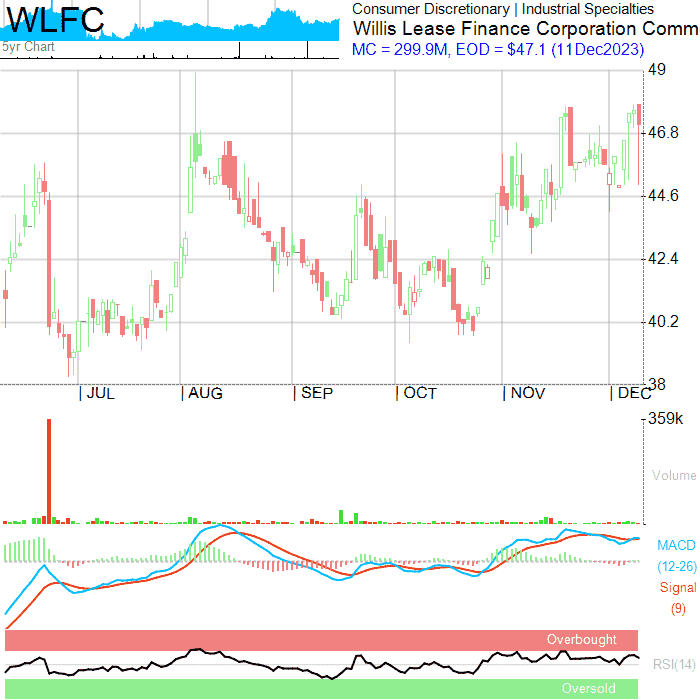 WLFC
5yr Chart
Consumer Discretionary | Industrial Specialties
Willis Lease Finance Corporation Comm
MC = 299.9M, EOD = $47.1 (11Dec2023)
49
46.8
44.6
42.4
40.2
38
JUL
AUG
SEP
OCT
NOV
DEC
359k
Volume
MACD
(12-26)
Signal
(9)
Overbought
RSI(14)
Oversold